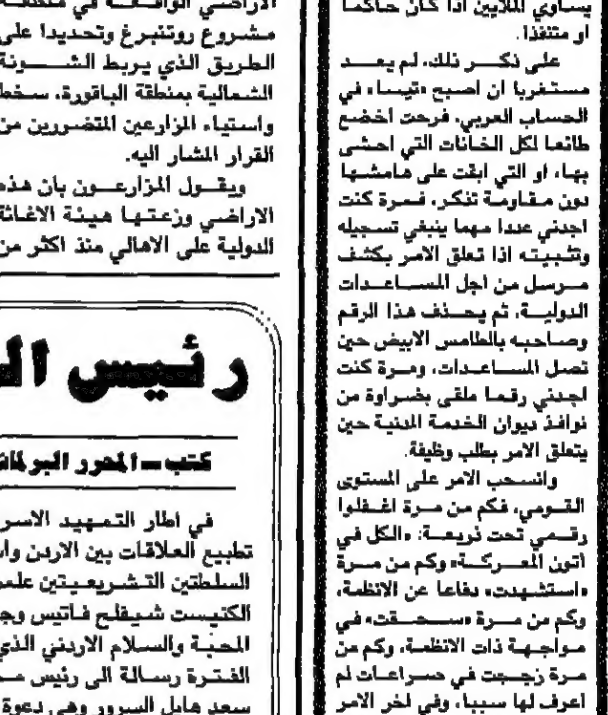 يساوي الملايين اذا كان حاكما
او متنفذا.
على ذكر ذلك، لم يعد
مستغربا ان اصبح «تيسا» في
الحساب العربي، فرحت اخضع
طائعا لكل الخانات التي احشى
بها، او التي ابقت على هامشها
دون مقاومة تذكر، فمرة كنت
اجدني عددا مهما ينبغي تسجيله
وتثبيته اذا تعلق الامر بكشف
مرسل من اجل المساعدات
الدولية، ثم يحذف هذا الرقم
وصاحبه بالطامس الابيض حين
تصل المساعدات، ومرة كنت
اجدني رقما ملقى بضراوة من
نوافذ ديوان الخدمة المدنية حين
يتعلق الامر بطلب وظيفة.
وانسحب الامر على المستوى
القومي، فكم من مرة اغفلوا
رقمي تحت ذريعة: «الكل في
أتون المعركة» وكم من مرة
«استشهدت» دفاعا عن الانظمة،
وكم من مرة «سحقت» في
مواجهة ذات الانظمة، وكم من
مرة زججت في صراعات لم
اعرف لها سببا، وفي اخر الامر
الاراضي الواقعة في منطقة
مشروع روتنبرغ وتحديدا على
الطريق الذي يربط الشونة
الشمالية بمنطقة الباقورة، سخط
واستياء المزارعين المتضررين من
القرار المشار اليه.
ويقول المزارعون بان هذه
الاراضي وزعتها هيئة الاغاثة
الدولية على الاهالي منذ اكثر من
رئيس
كتب ــ المحرر
في اطار التمهيد
تطبيع العلاقات بين الاردن
السلطتين التشريعيتين
الكنيست شيفلح فاتيس
المحبة والسلام الاردني الذي
الفترة رسالة الى رئيس
سعد هايل السرور وهي دعوة